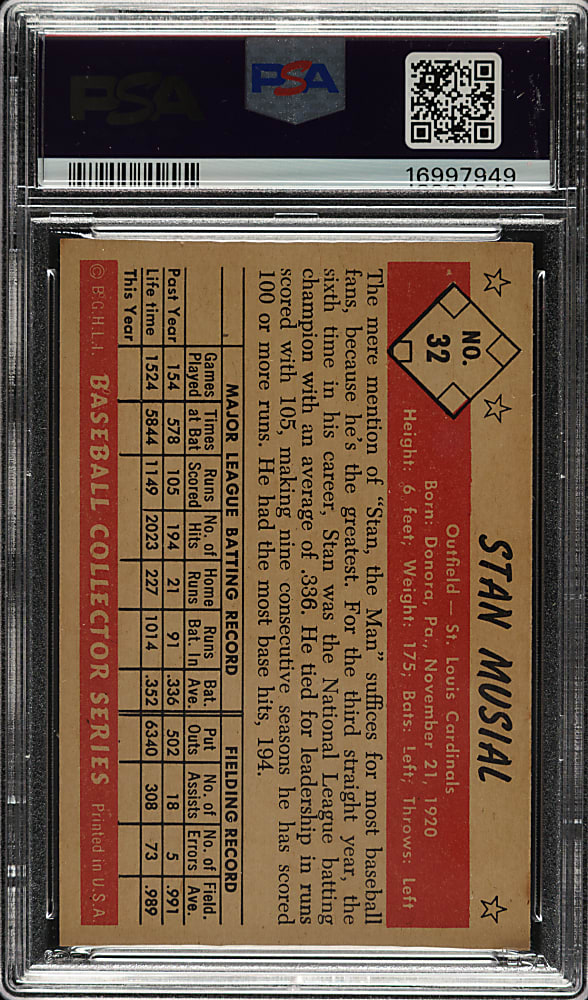 PSA
PSA
16997949
NO.
32
STAN MUSIAL
Outfield — St. Louis Cardinals
Born: Donora, Pa., November 21, 1920
Height: 6 feet; Weight: 175; Bats: Left; Throws: Left
The mere mention of "Stan, the Man" suffices for most baseball
fans, because he's the greatest. For the third straight year, the
sixth time in his career, Stan was the National League batting
champion with an average of .336. He tied for leadership in runs
scored with 105, making nine consecutive seasons he has scored
100 or more runs. He had the most base hits, 194.
MAJOR LEAGUE BATTING RECORD FIELDING RECORD
Games Times Runs No. of Home Runs Bat. Put No. of No. of Field.
Played at Bat Scored Hits Runs Bat. In Ave. Outs Assists Errors Ave.
Past Year 154 578 105 194 21 91 .336 502 18 5 .991
Life time 1524 5844 1149 2023 227 1014 .352 6340 308 73 .989
This Year
© B.G.H.L.I. BASEBALL COLLECTOR SERIES Printed in U.S.A.